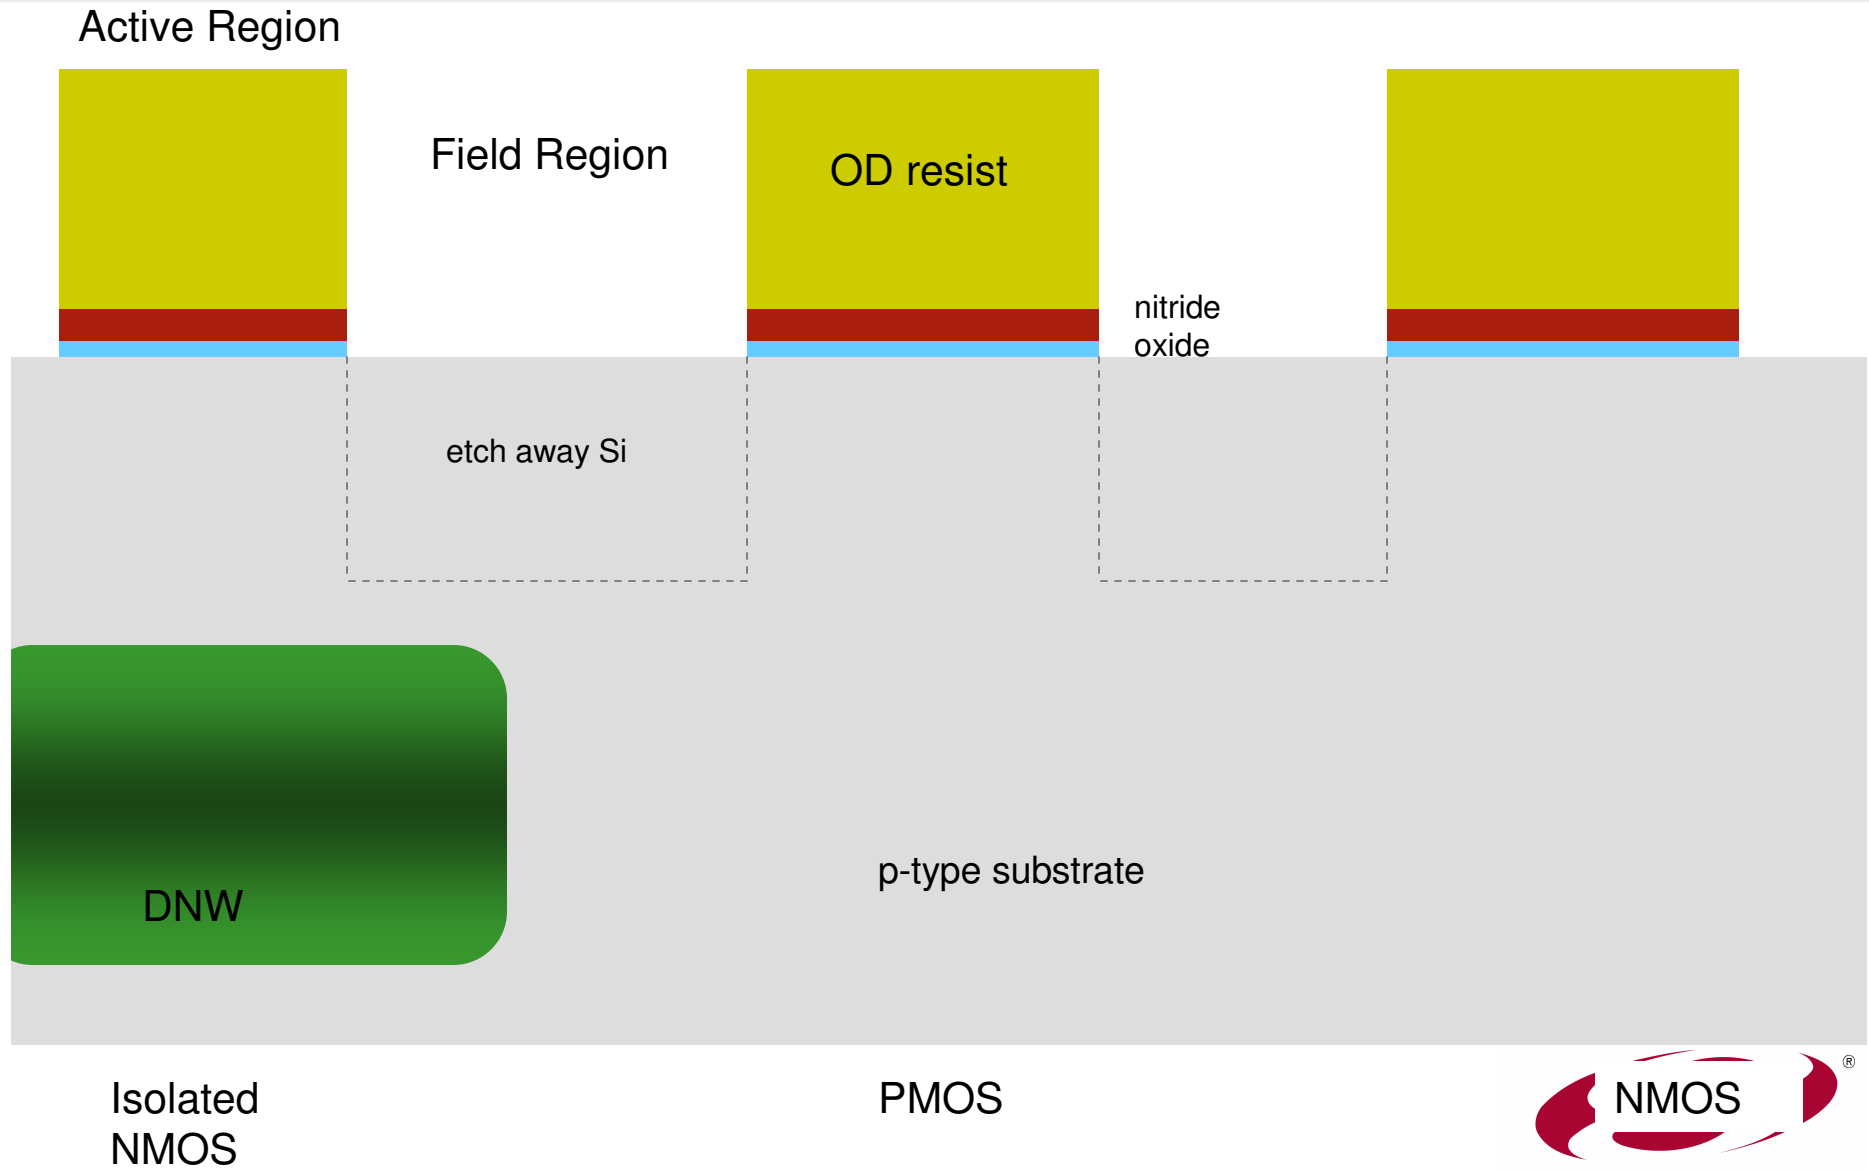 Active Region
Field Region
OD resist
nitride
oxide
etch away Si
p-type substrate
DNW
Isolated
NMOS
PMOS
NMOS
®